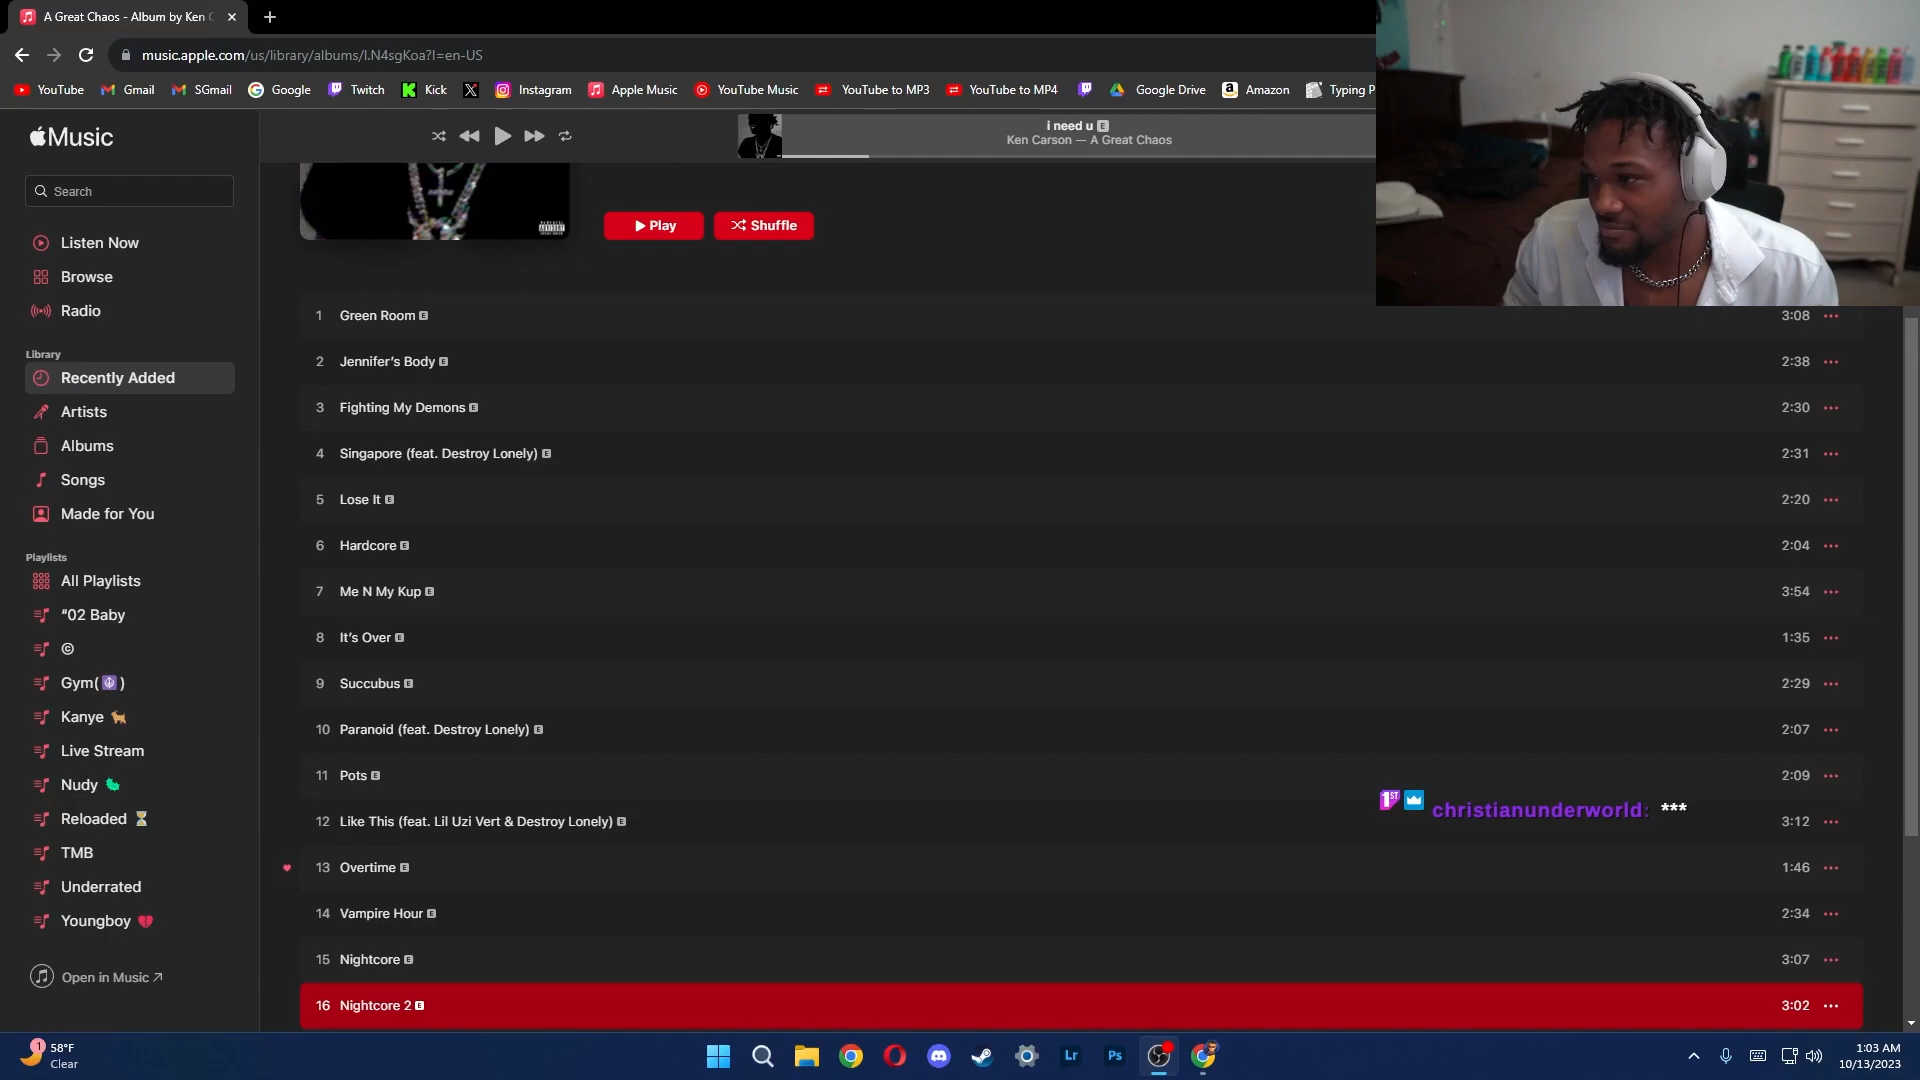 A Great Chaos - Album by Ken C
music.apple.com/us/library/albums/l.N4sgKoa?l=en-US
YouTube Gmail SGmail Google Twitch Kick Instagram Apple Music YouTube Music YouTube to MP3 YouTube to MP4 Google Drive Amazon Typing P
Music
i need u E
Ken Carson — A Great Chaos
Search
Play
Shuffle
Listen Now
Browse
Radio
Library
Recently Added
Artists
Albums
Songs
Made for You
Playlists
All Playlists
“02 Baby
©
Gym( )
Kanye
Live Stream
Nudy
Reloaded
TMB
Underrated
Youngboy
Open in Music
1 Green Room E 3:08
2 Jennifer’s Body E 2:38
3 Fighting My Demons E 2:30
4 Singapore (feat. Destroy Lonely) E 2:31
5 Lose It E 2:20
6 Hardcore E 2:04
7 Me N My Kup E 3:54
8 It’s Over E 1:35
9 Succubus E 2:29
10 Paranoid (feat. Destroy Lonely) E 2:07
11 Pots E 2:09
1ST christianunderworld: ***
12 Like This (feat. Lil Uzi Vert & Destroy Lonely) E 3:12
13 Overtime E 1:46
14 Vampire Hour E 2:34
15 Nightcore E 3:07
16 Nightcore 2 E 3:02
1
58°F
Clear
Lr
Ps
1:03 AM
10/13/2023